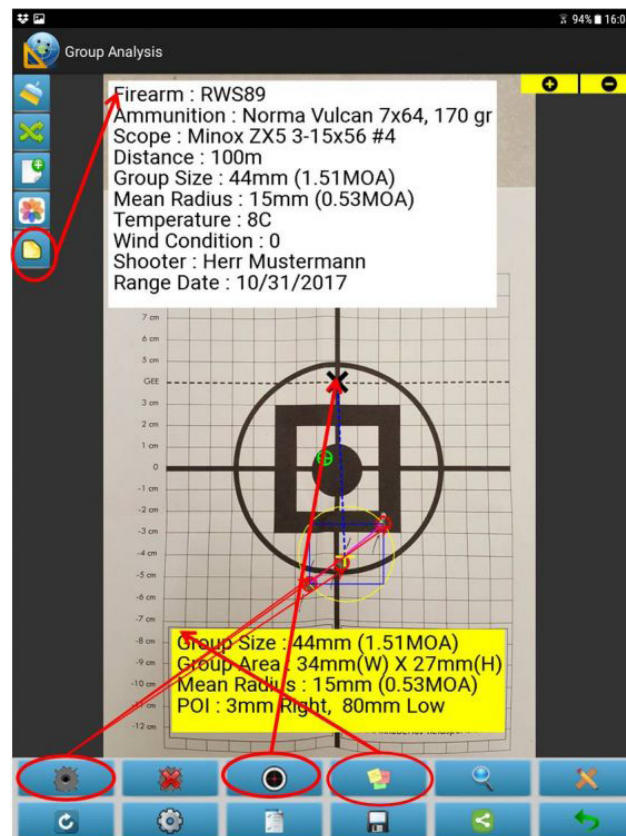 94% 16:0
Group Analysis
Firearm : RWS89
Ammunition : Norma Vulcan 7x64, 170 gr
Scope : Minox ZX5 3-15x56 #4
Distance : 100m
Group Size : 44mm (1.51MOA)
Mean Radius : 15mm (0.53MOA)
Temperature : 8C
Wind Condition : 0
Shooter : Herr Mustermann
Range Date : 10/31/2017
7 cm
6 cm
5 cm
GEE
3 cm
2 cm
1 cm
0
-1 cm
-2 cm
-3 cm
-4 cm
-5 cm
-6 cm
-7 cm
-8 cm
-9 cm
-10 cm
-11 cm
-12 cm
Group Size : 44mm (1.51MOA)
Group Area : 34mm(W) X 27mm(H)
Mean Radius : 15mm (0.53MOA)
POI : 3mm Right, 80mm Low